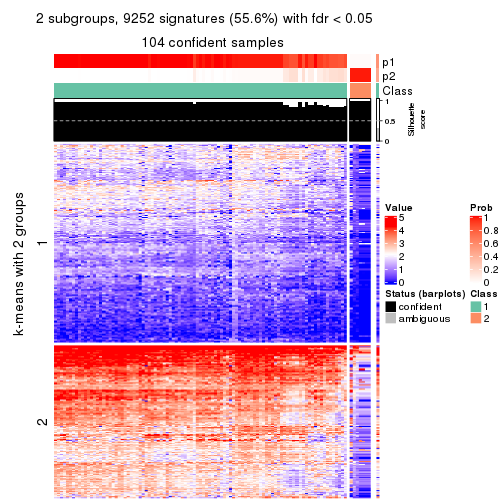 2 subgroups, 9252 signatures (55.6%) with fdr < 0.05
104 confident samples
p1
p2
Class
1
0.5
0
Silhouette
score
k-means with 2 groups
1
2
Value
5
4
3
2
1
0
Prob
1
0.8
0.6
0.4
0.2
0
Status (barplots)
confident
ambiguous
Class
1
2